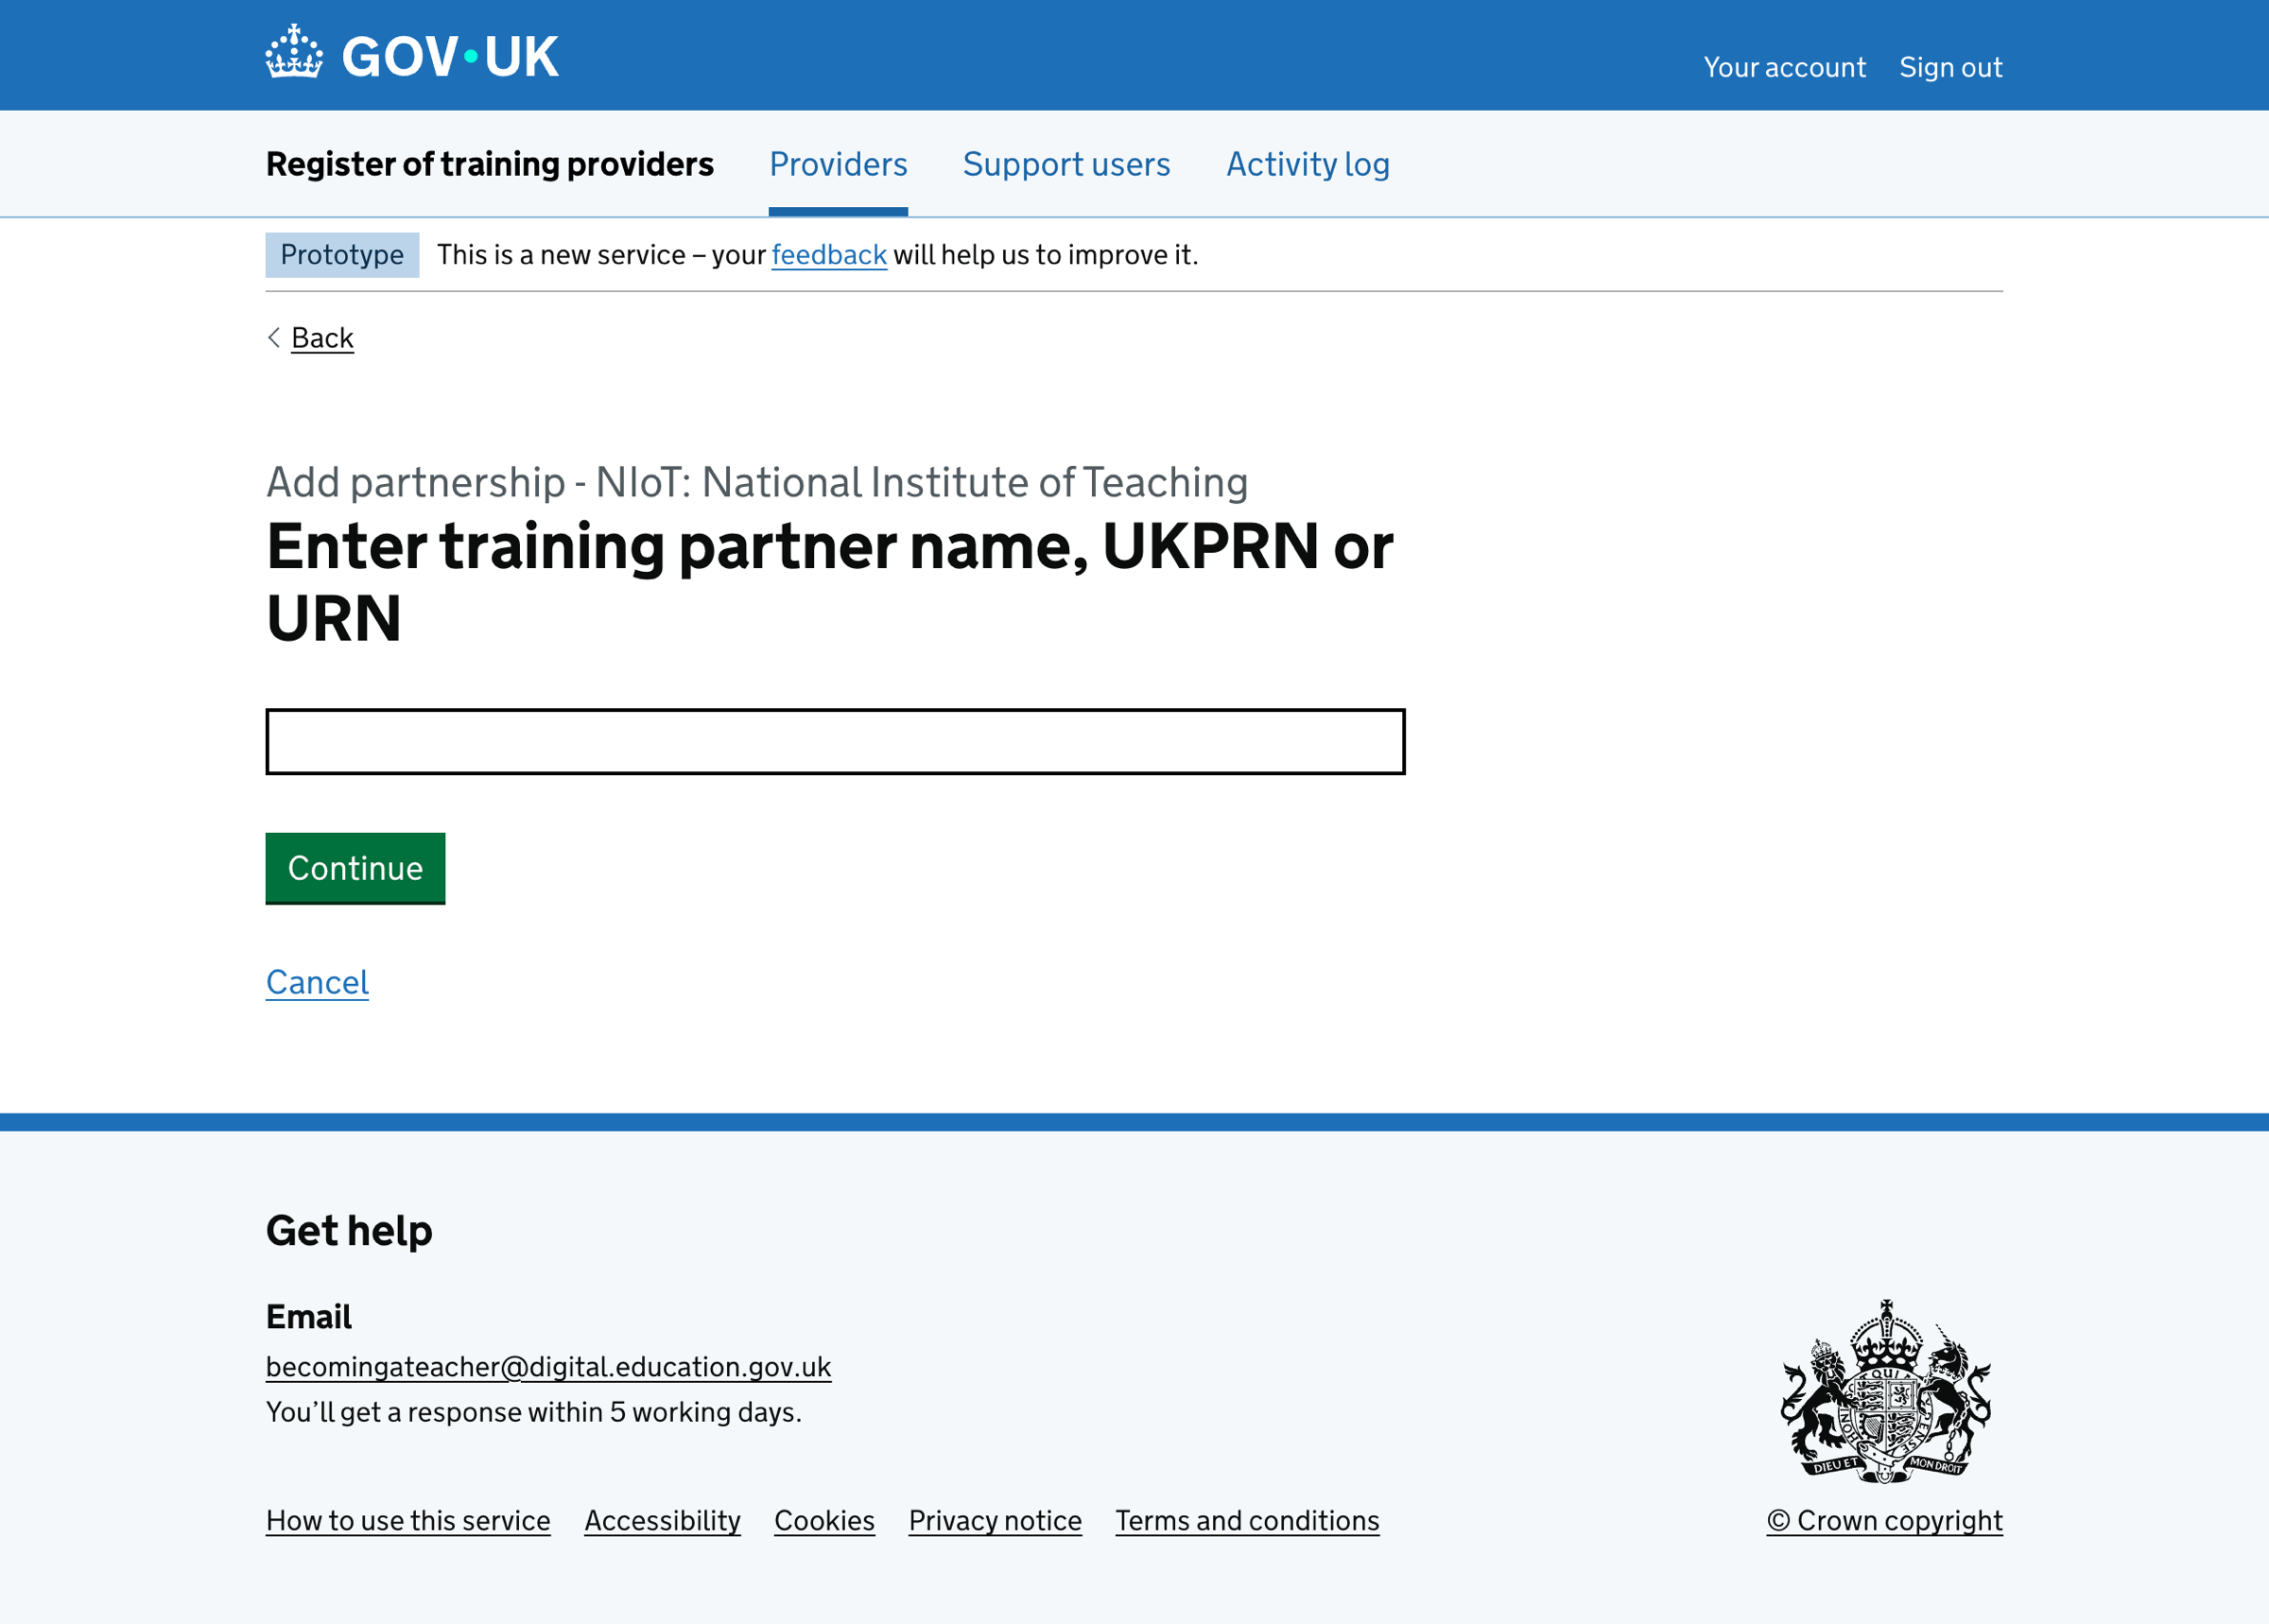 GOV·UK
Your account
Sign out
Register of training providers
Providers
Support users
Activity log
Prototype
This is a new service – your feedback will help us to improve it.
Back
Add partnership - NIoT: National Institute of Teaching
Enter training partner name, UKPRN or
URN
Continue
Cancel
Get help
Email
becomingateacher@digital.education.gov.uk
You’ll get a response within 5 working days.
DIEU ET MON DROIT
How to use this service
Accessibility
Cookies
Privacy notice
Terms and conditions
© Crown copyright